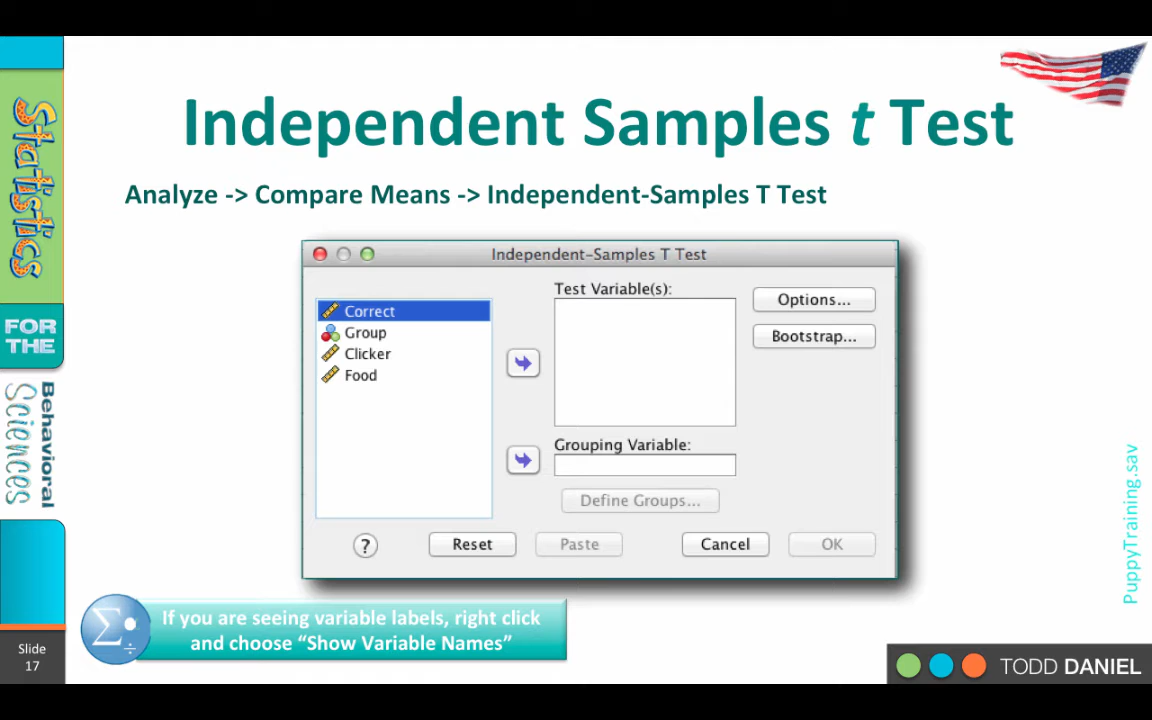 Independent Samples t Test
Analyze -> Compare Means -> Independent-Samples T Test
Statistics
FOR
THE
Behavioral
Sciences
Slide
17
Independent-Samples T Test
Correct
Group
Clicker
Food
Test Variable(s):
Grouping Variable:
Define Groups...
Options...
Bootstrap...
?
Reset
Paste
Cancel
OK
Σ
÷
If you are seeing variable labels, right click
and choose “Show Variable Names”
PuppyTraining.sav
TODD DANIEL